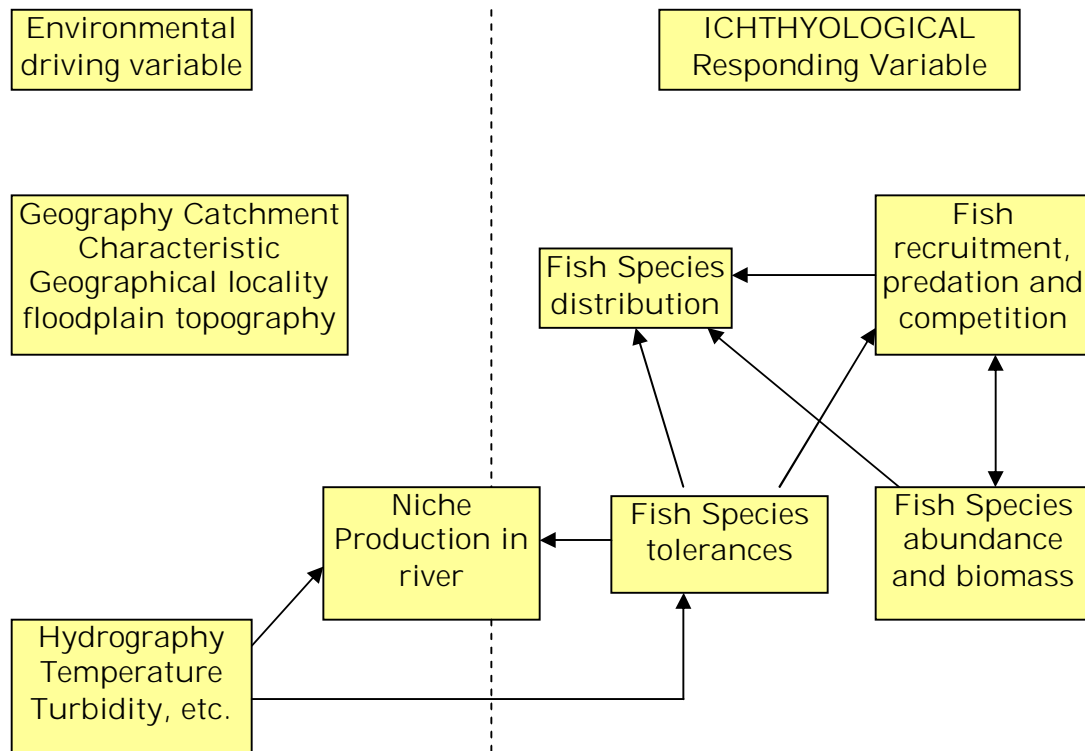 Environmental
driving variable
ICHTHYOLOGICAL
Responding Variable
Geography Catchment
Characteristic
Geographical locality
floodplain topography
Fish Species
distribution
Fish
recruitment,
predation and
competition
Niche
Production in
river
Fish Species
tolerances
Fish Species
abundance
and biomass
Hydrography
Temperature
Turbidity, etc.